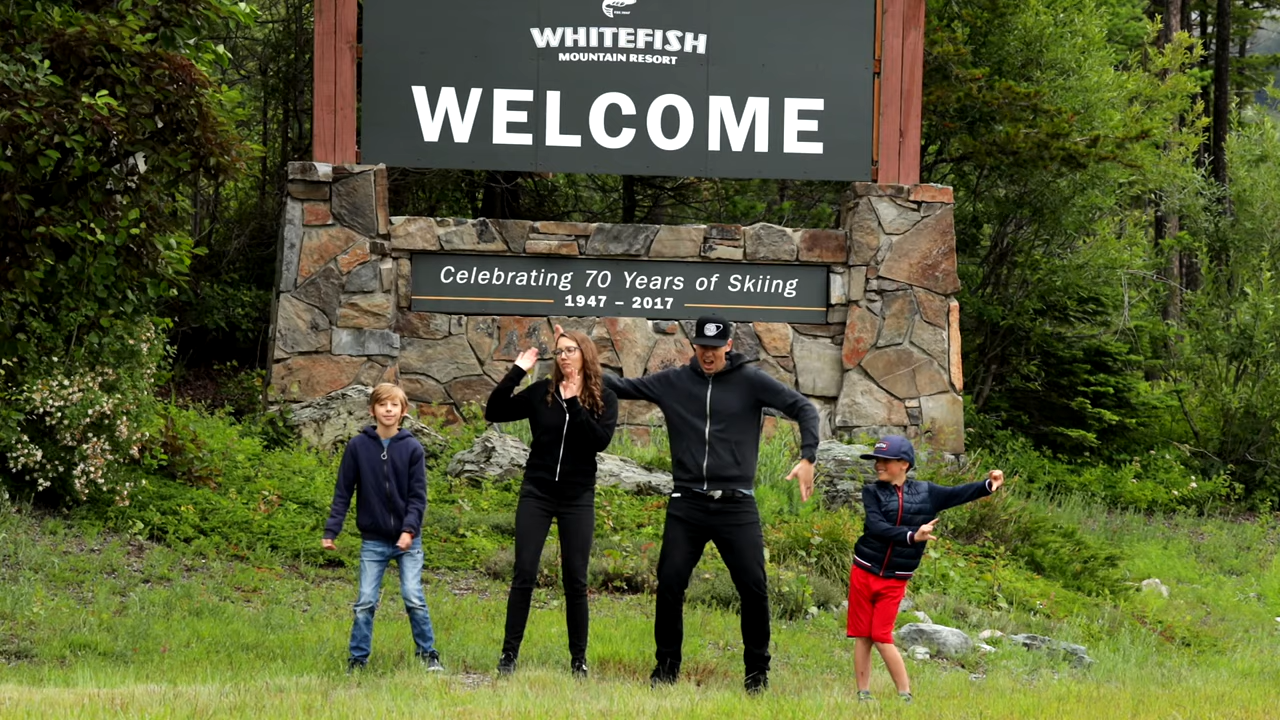 WHITEFISH
MOUNTAIN RESORT
WELCOME
Celebrating 70 Years of Skiing
1947 – 2017